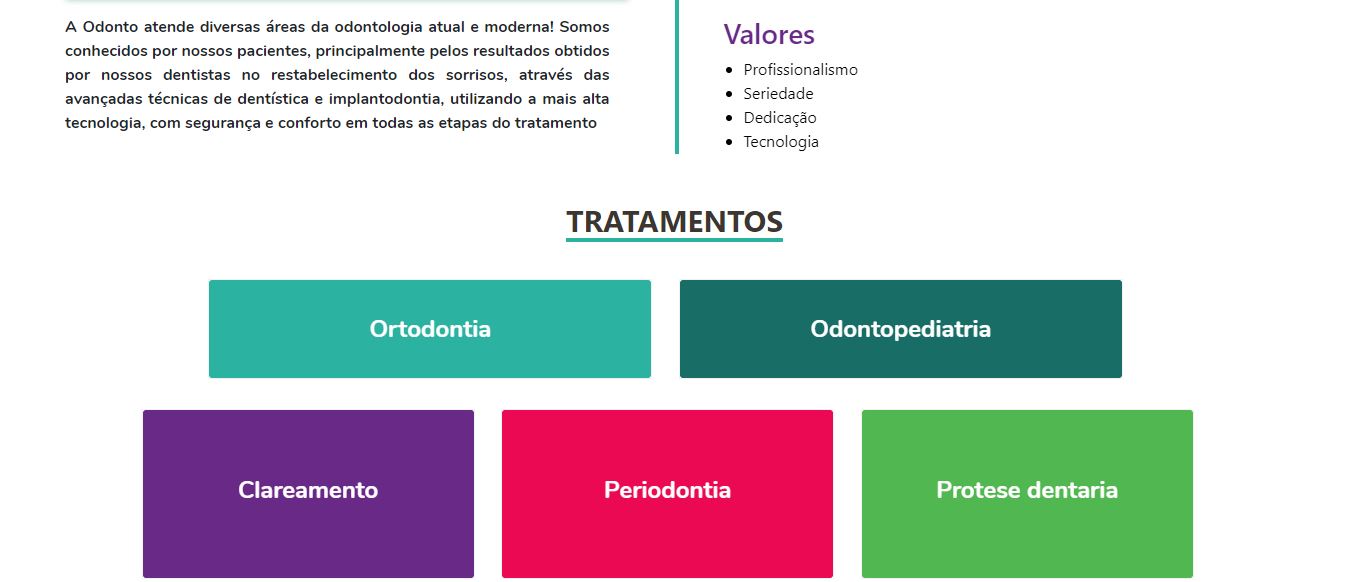 A Odonto atende diversas áreas da odontologia atual e moderna! Somos
conhecidos por nossos pacientes, principalmente pelos resultados obtidos
por nossos dentistas no restabelecimento dos sorrisos, através das
avançadas técnicas de dentística e implantodontia, utilizando a mais alta
tecnologia, com segurança e conforto em todas as etapas do tratamento
Valores
Profissionalismo
Seriedade
Dedicação
Tecnologia
TRATAMENTOS
Ortodontia
Odontopediatria
Clareamento
Periodontia
Protese dentaria